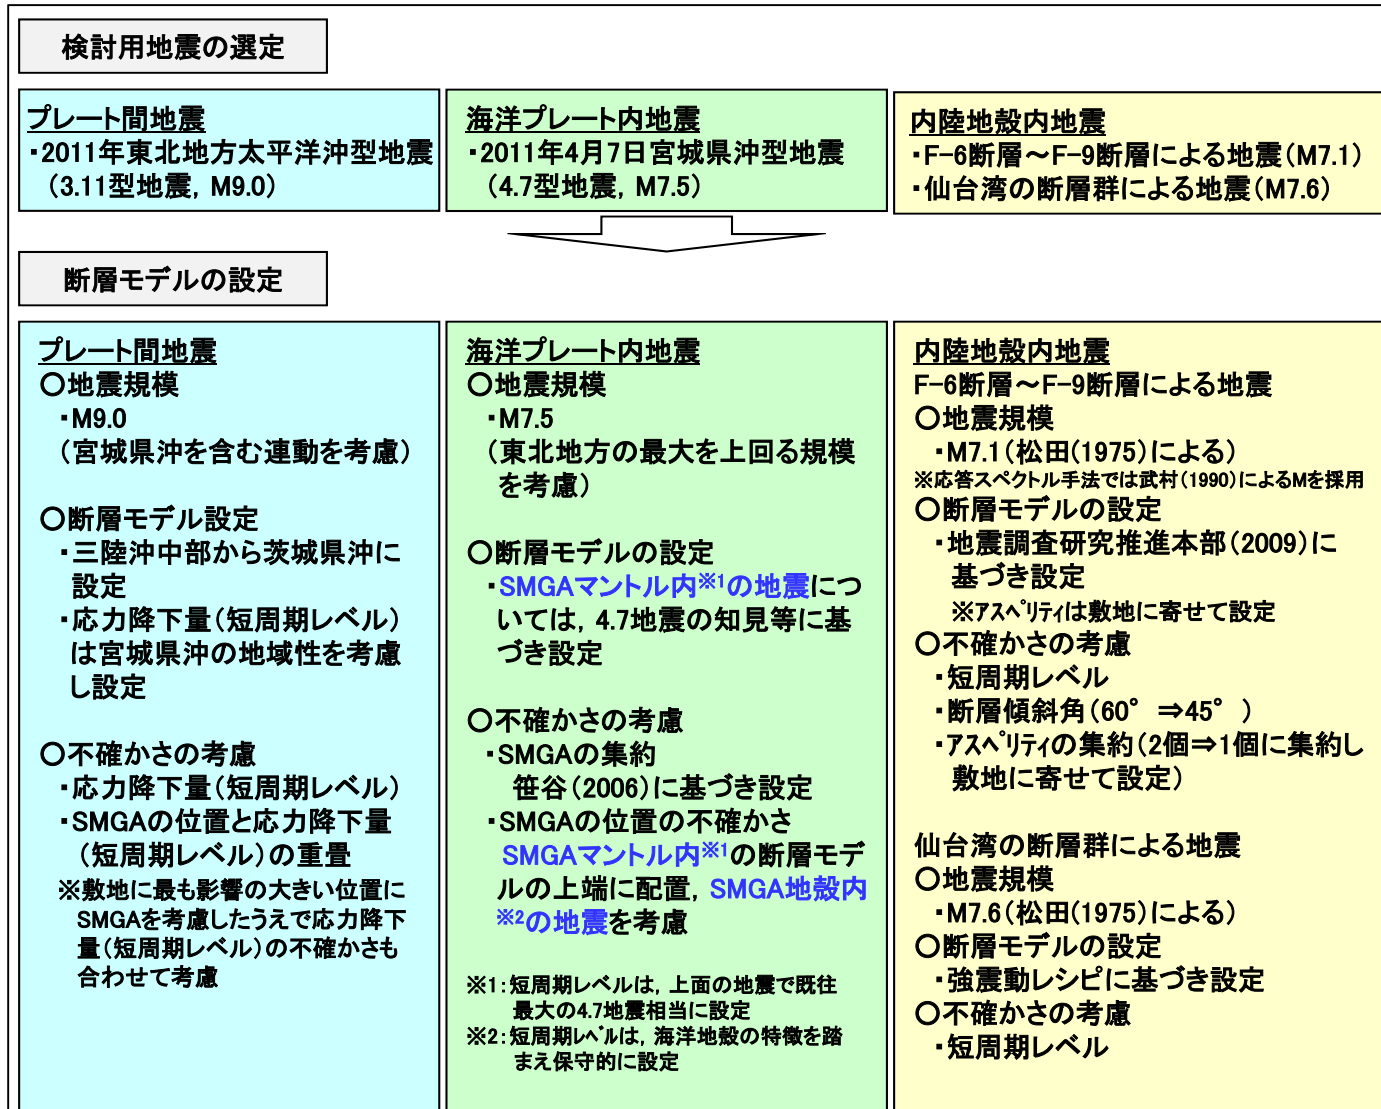 検討用地震の選定
プレート間地震
・2011年東北地方太平洋沖型地震
(3.11型地震，M9.0)
海洋プレート内地震
・2011年4月7日宮城県沖型地震
(4.7型地震，M7.5)
内陸地殻内地震
・F-6断層～F-9断層による地震(M7.1)
・仙台湾の断層群による地震(M7.6)
断層モデルの設定
プレート間地震
○地震規模
・M9.0
(宮城県沖を含む連動を考慮)
○断層モデル設定
・三陸沖中部から茨城県沖に
設定
・応力降下量(短周期レベル)
は宮城県沖の地域性を考慮
し設定
○不確かさの考慮
・応力降下量(短周期レベル)
・SMGAの位置と応力降下量
(短周期レベル)の重畳
※敷地に最も影響の大きい位置に
SMGAを考慮したうえで応力降下
量(短周期レベル)の不確かさも
合わせて考慮
海洋プレート内地震
○地震規模
・M7.5
(東北地方の最大を上回る規模
を考慮)
○断層モデルの設定
・SMGAマントル内※1の地震につ
いては，4.7地震の知見等に基
づき設定
○不確かさの考慮
・SMGAの集約
笹谷(2006)に基づき設定
・SMGAの位置の不確かさ
SMGAマントル内※1の断層モデ
ルの上端に配置，SMGA地殻内
※2の地震を考慮
※1：短周期レベルは，上面の地震で既往
最大の4.7地震相当に設定
※2：短周期ﾚﾍﾞﾙは，海洋地殻の特徴を踏
まえ保守的に設定
内陸地殻内地震
F-6断層～F-9断層による地震
○地震規模
・M7.1(松田(1975)による)
※応答スペクトル手法では武村(1990)によるMを採用
○断層モデルの設定
・地震調査研究推進本部(2009)に
基づき設定
※ｱｽﾍﾟﾘﾃｨは敷地に寄せて設定
○不確かさの考慮
・短周期レベル
・断層傾斜角(60°⇒45°)
・ｱｽﾍﾟﾘﾃｨの集約(2個⇒1個に集約し
敷地に寄せて設定)
仙台湾の断層群による地震
○地震規模
・M7.6(松田(1975)による)
○断層モデルの設定
・強震動レシピに基づき設定
○不確かさの考慮
・短周期レベル